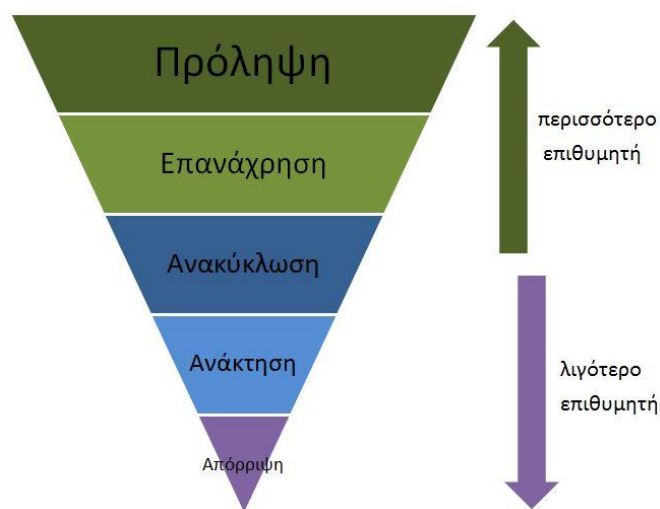 Πρόληψη
Επανάχρηση
Ανακύκλωση
Ανάκτηση
Απόρριψη
περισσότερο
επιθυμητή
λιγότερο
επιθυμητή